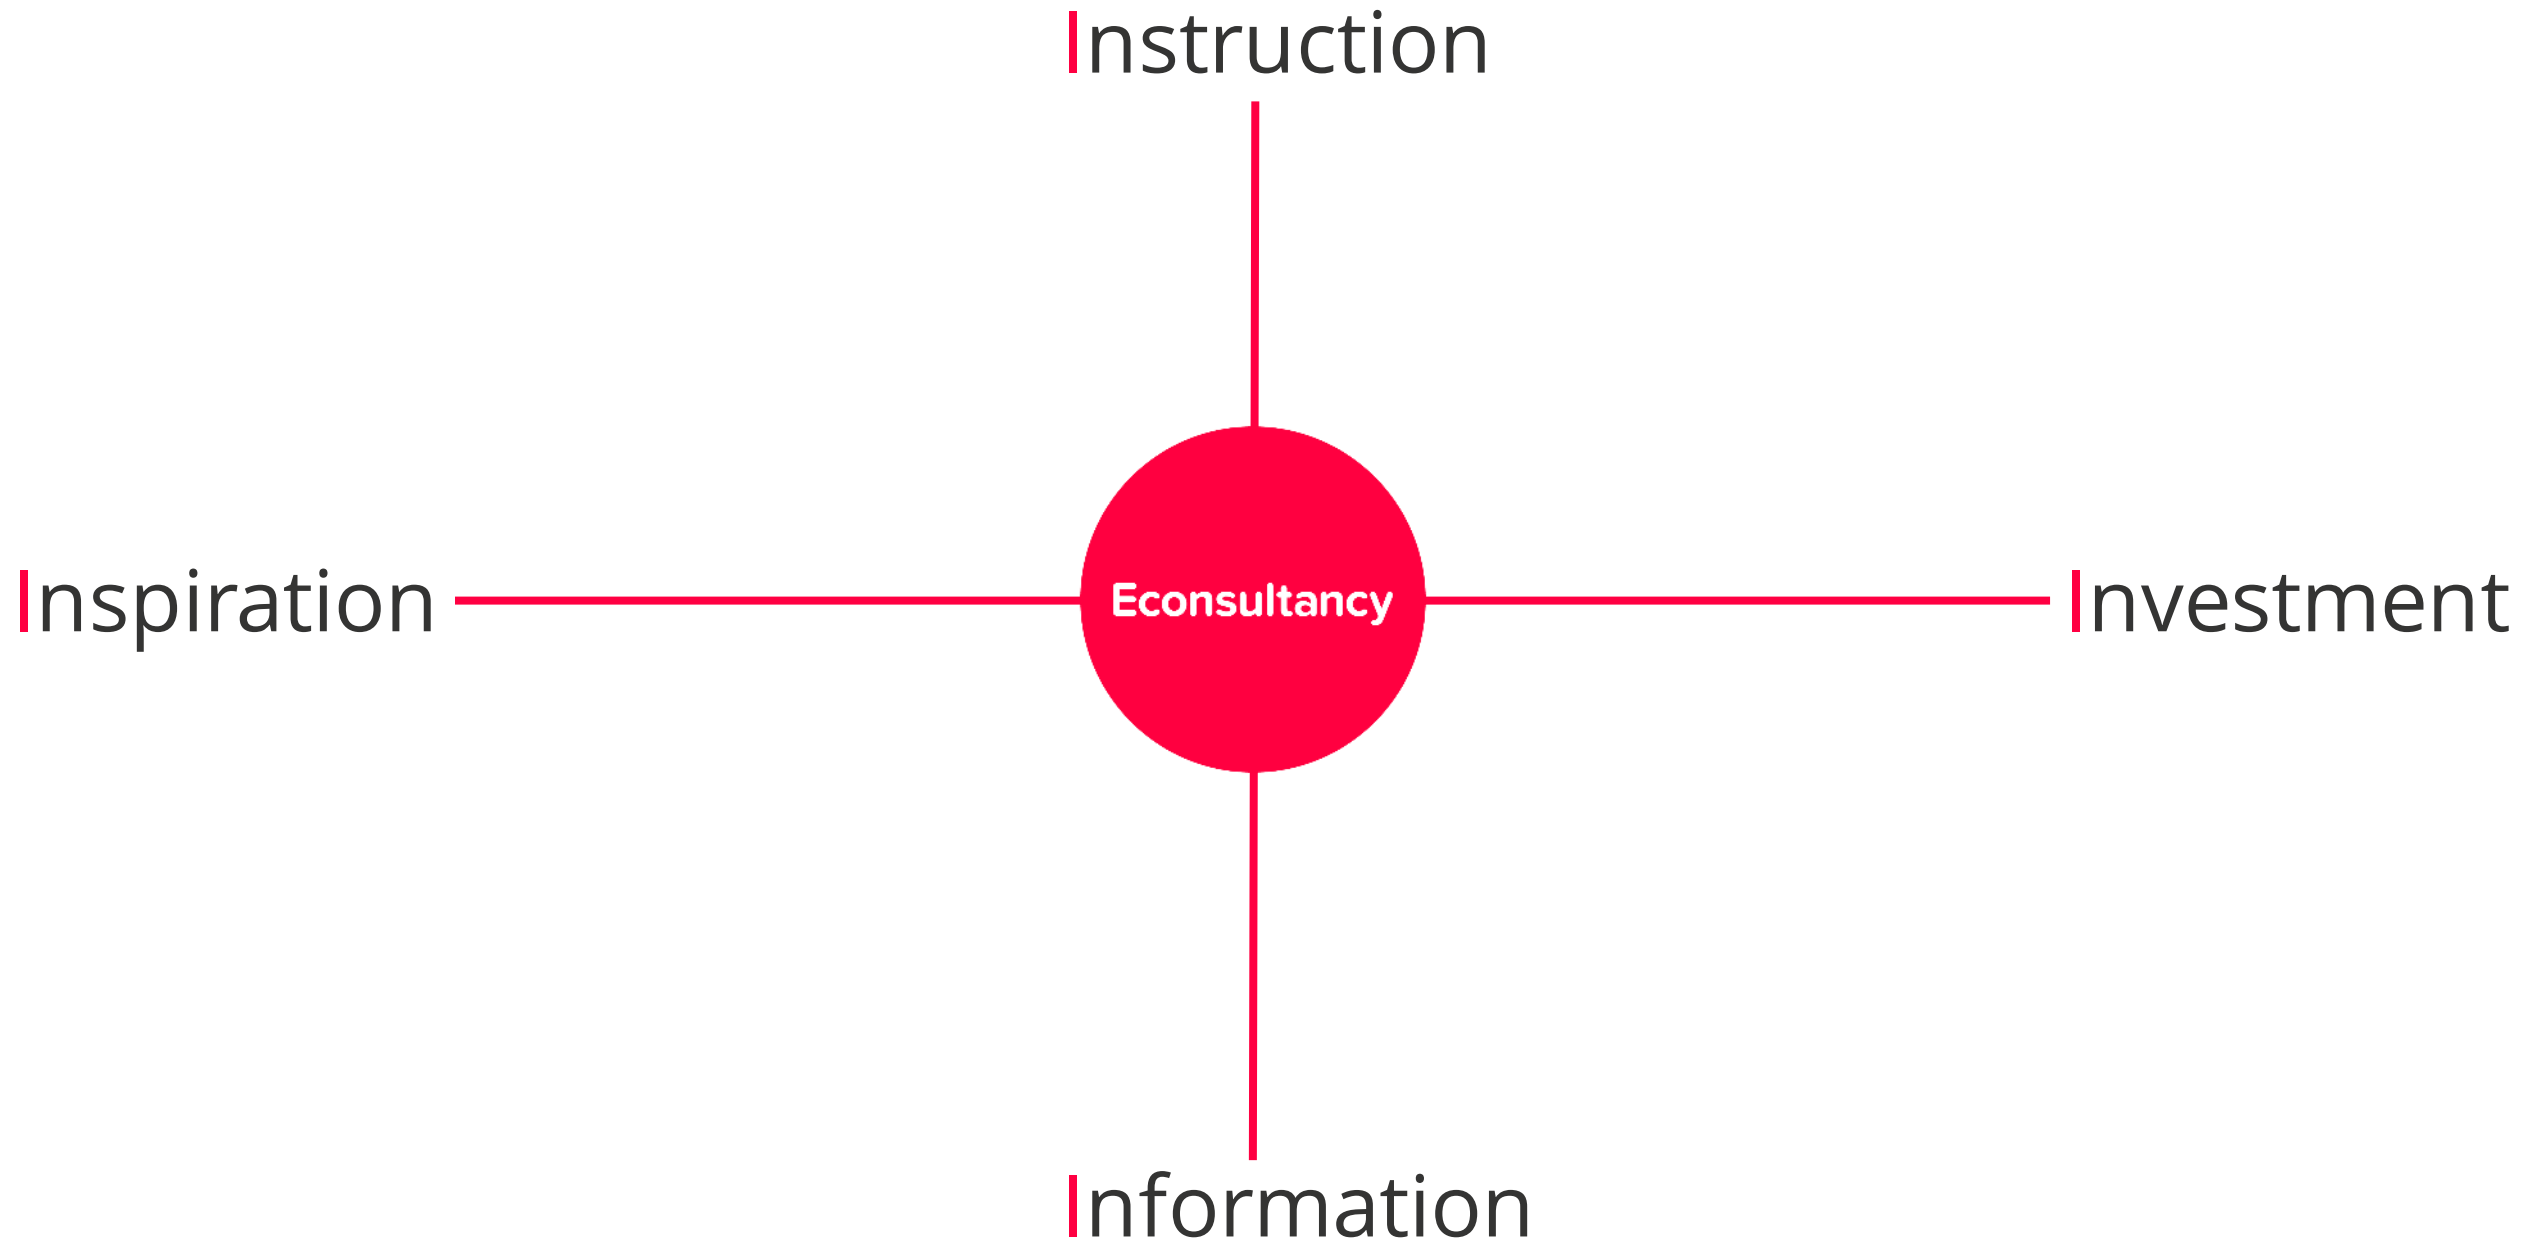 Instruction
Inspiration
Econsultancy
Investment
Information